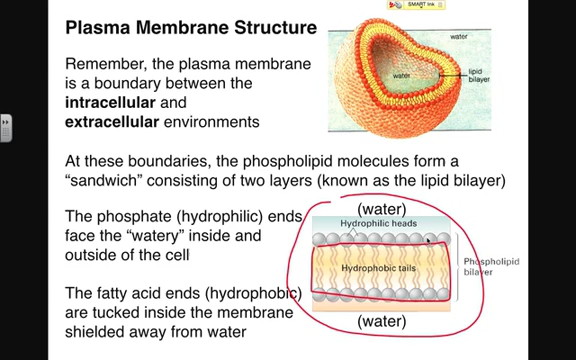 SMART Ink
Plasma Membrane Structure
Remember, the plasma membrane
is a boundary between the
intracellular and
extracellular environments
water
water
lipid
bilayer
At these boundaries, the phospholipid molecules form a
“sandwich” consisting of two layers (known as the lipid bilayer)
The phosphate (hydrophilic) ends
face the “watery” inside and
outside of the cell
The fatty acid ends (hydrophobic)
are tucked inside the membrane
shielded away from water
(water)
Hydrophilic heads
Hydrophobic tails
Phospholipid
bilayer
(water)